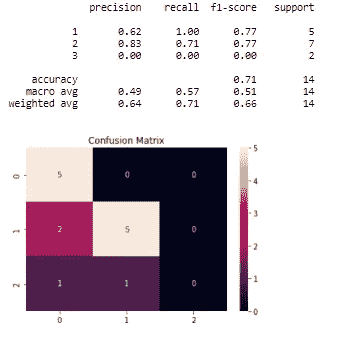 precision recall f1-score support
1 0.62 1.00 0.77 5
2 0.83 0.71 0.77 7
3 0.00 0.00 0.00 2
accuracy 0.71 14
macro avg 0.49 0.57 0.51 14
weighted avg 0.64 0.71 0.66 14
Confusion Matrix
0 5 0 0
1 2 5 0
2 1 1 0
0 1 2
5
4
3
2
1
0